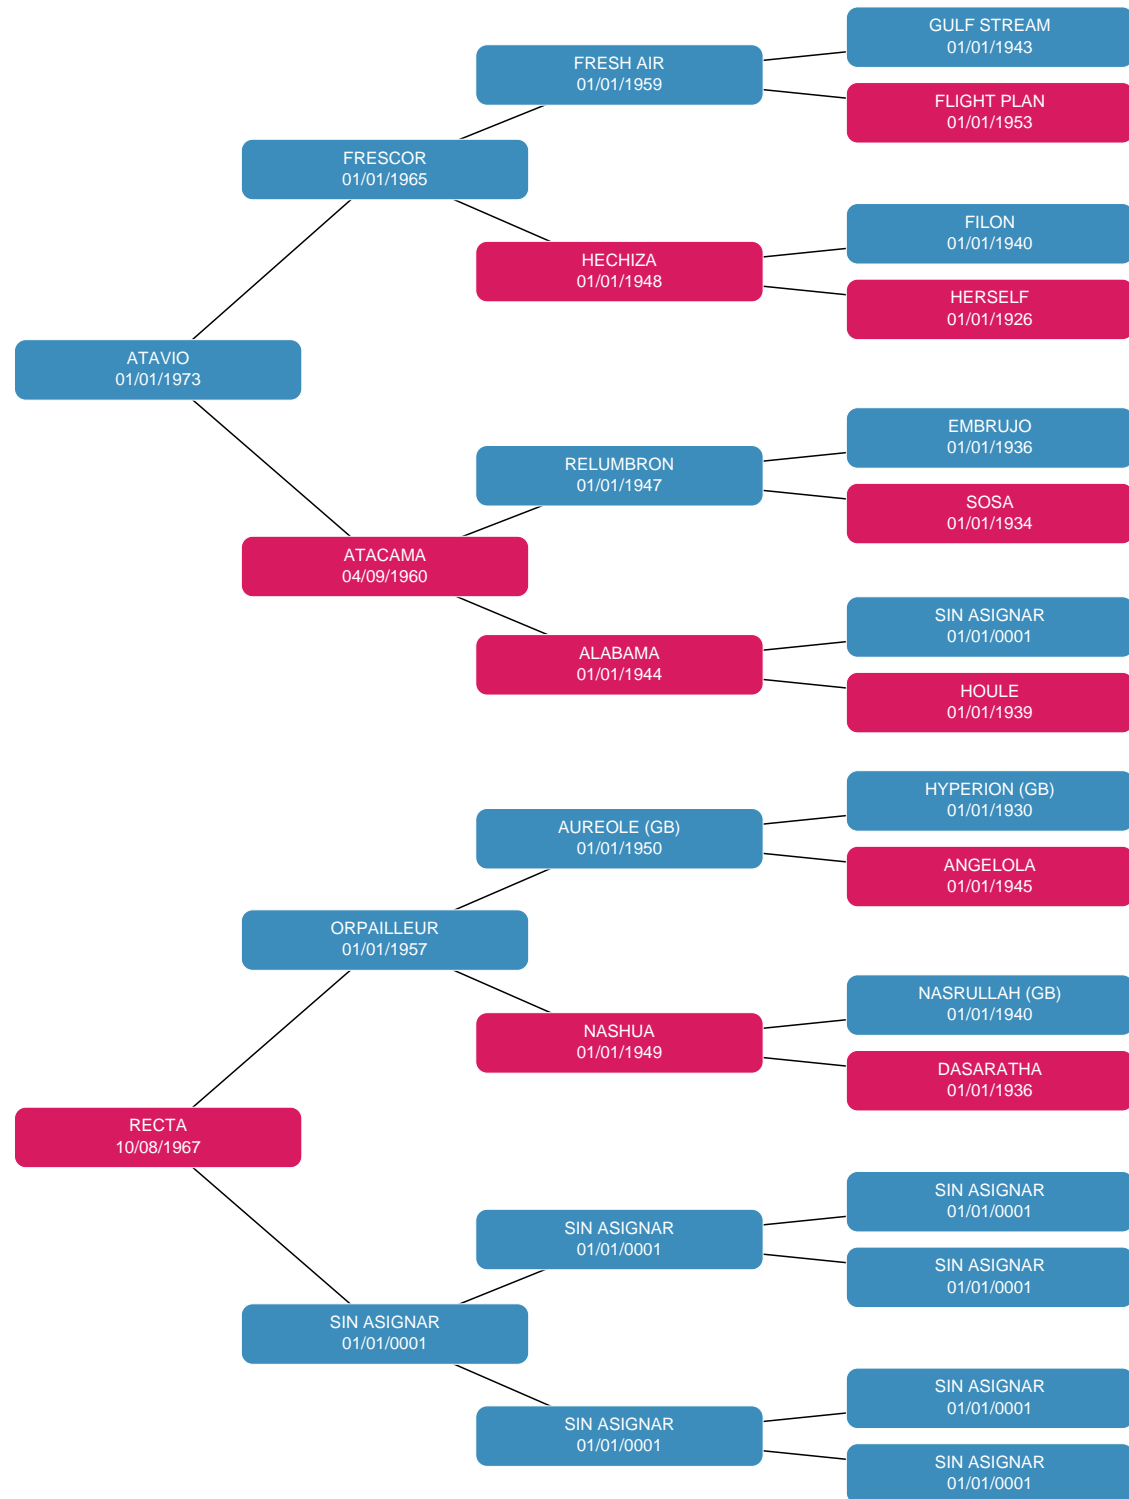 GULF STREAM
01/01/1943
FRESH AIR
01/01/1959
FLIGHT PLAN
01/01/1953
FRESCOR
01/01/1965
FILON
01/01/1940
HECHIZA
01/01/1948
HERSELF
01/01/1926
ATAVIO
01/01/1973
EMBRUJO
01/01/1936
RELUMBRON
01/01/1947
SOSA
01/01/1934
ATACAMA
04/09/1960
SIN ASIGNAR
01/01/0001
ALABAMA
01/01/1944
HOULE
01/01/1939
HYPERION (GB)
01/01/1930
AUREOLE (GB)
01/01/1950
ANGELOLA
01/01/1945
ORPAILLEUR
01/01/1957
NASRULLAH (GB)
01/01/1940
NASHUA
01/01/1949
DASARATHA
01/01/1936
RECTA
10/08/1967
SIN ASIGNAR
01/01/0001
SIN ASIGNAR
01/01/0001
SIN ASIGNAR
01/01/0001
SIN ASIGNAR
01/01/0001
SIN ASIGNAR
01/01/0001
SIN ASIGNAR
01/01/0001
SIN ASIGNAR
01/01/0001